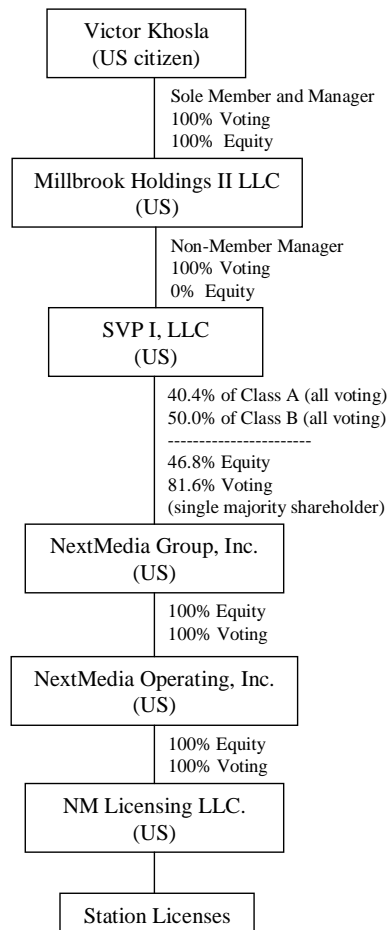 Victor Khosla
(US citizen)
Sole Member and Manager
100% Voting
100% Equity
Millbrook Holdings II LLC
(US)
Non-Member Manager
100% Voting
0% Equity
SVP I, LLC
(US)
40.4% of Class A (all voting)
50.0% of Class B (all voting)
----------------------
46.8% Equity
81.6% Voting
(single majority shareholder)
NextMedia Group, Inc.
(US)
100% Equity
100% Voting
NextMedia Operating, Inc.
(US)
100% Equity
100% Voting
NM Licensing LLC.
(US)
Station Licenses